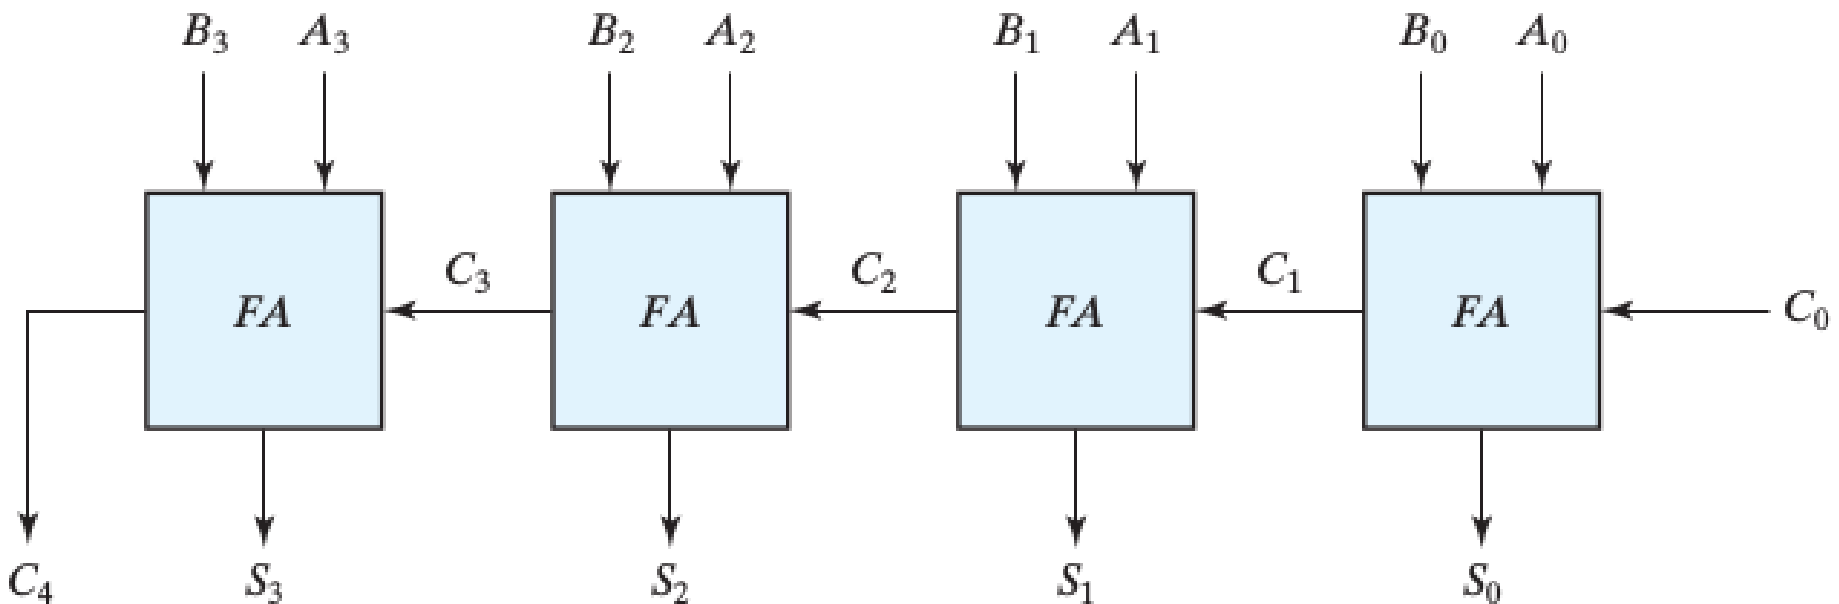 B₃ A₃ B₂ A₂ B₁ A₁ B₀ A₀
C₃ C₂ C₁
FA FA FA FA C₀
C₄ S₃ S₂ S₁ S₀